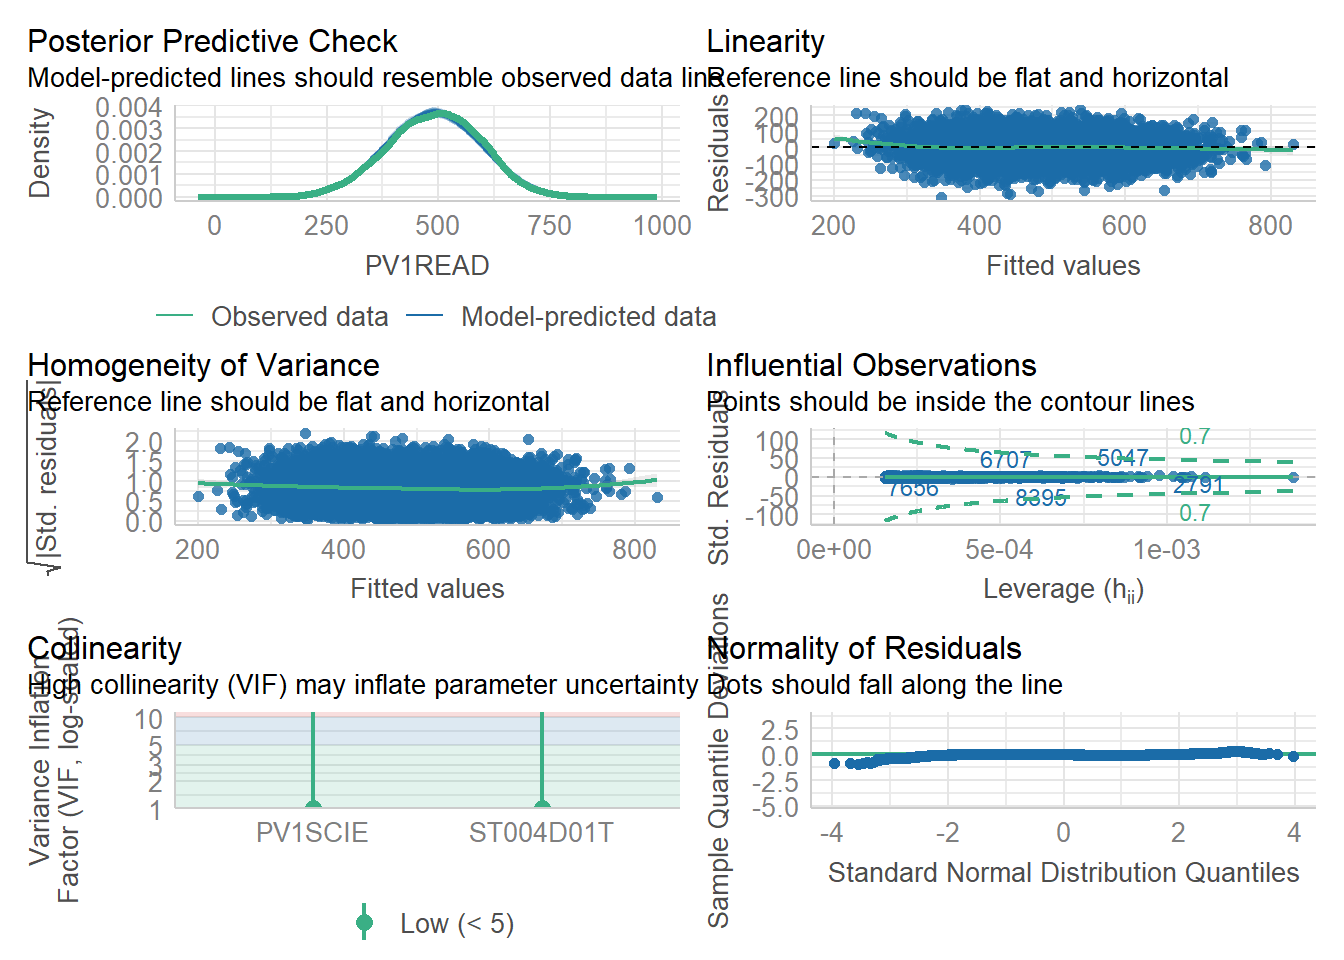 Posterior Predictive Check
Model-predicted lines should resemble observed data line
Density
0.004
0.003
0.002
0.001
0.000
0
250
500
750
1000
PV1READ
Observed data
Model-predicted data
Linearity
Reference line should be flat and horizontal
Residuals
200
100
0
-100
-200
-300
200
400
600
800
Fitted values
Homogeneity of Variance
Reference line should be flat and horizontal
√|Std. residuals|
2.0
1.5
1.0
0.5
0.0
200
400
600
800
Fitted values
Influential Observations
Points should be inside the contour lines
Std. Residuals
100
50
0
-50
-100
0.7
6707
5047
7656
8395
2791
0.7
0e+00
5e-04
1e-03
Leverage (hii)
Collinearity
High collinearity (VIF) may inflate parameter uncertainty
Variance Inflation
Factor (VIF, log-scaled)
10
5
3
2
1
PV1SCIE
ST004D01T
Low (< 5)
Normality of Residuals
Dots should fall along the line
Sample Quantile Deviations
2.5
0.0
-2.5
-5.0
-4
-2
0
2
4
Standard Normal Distribution Quantiles